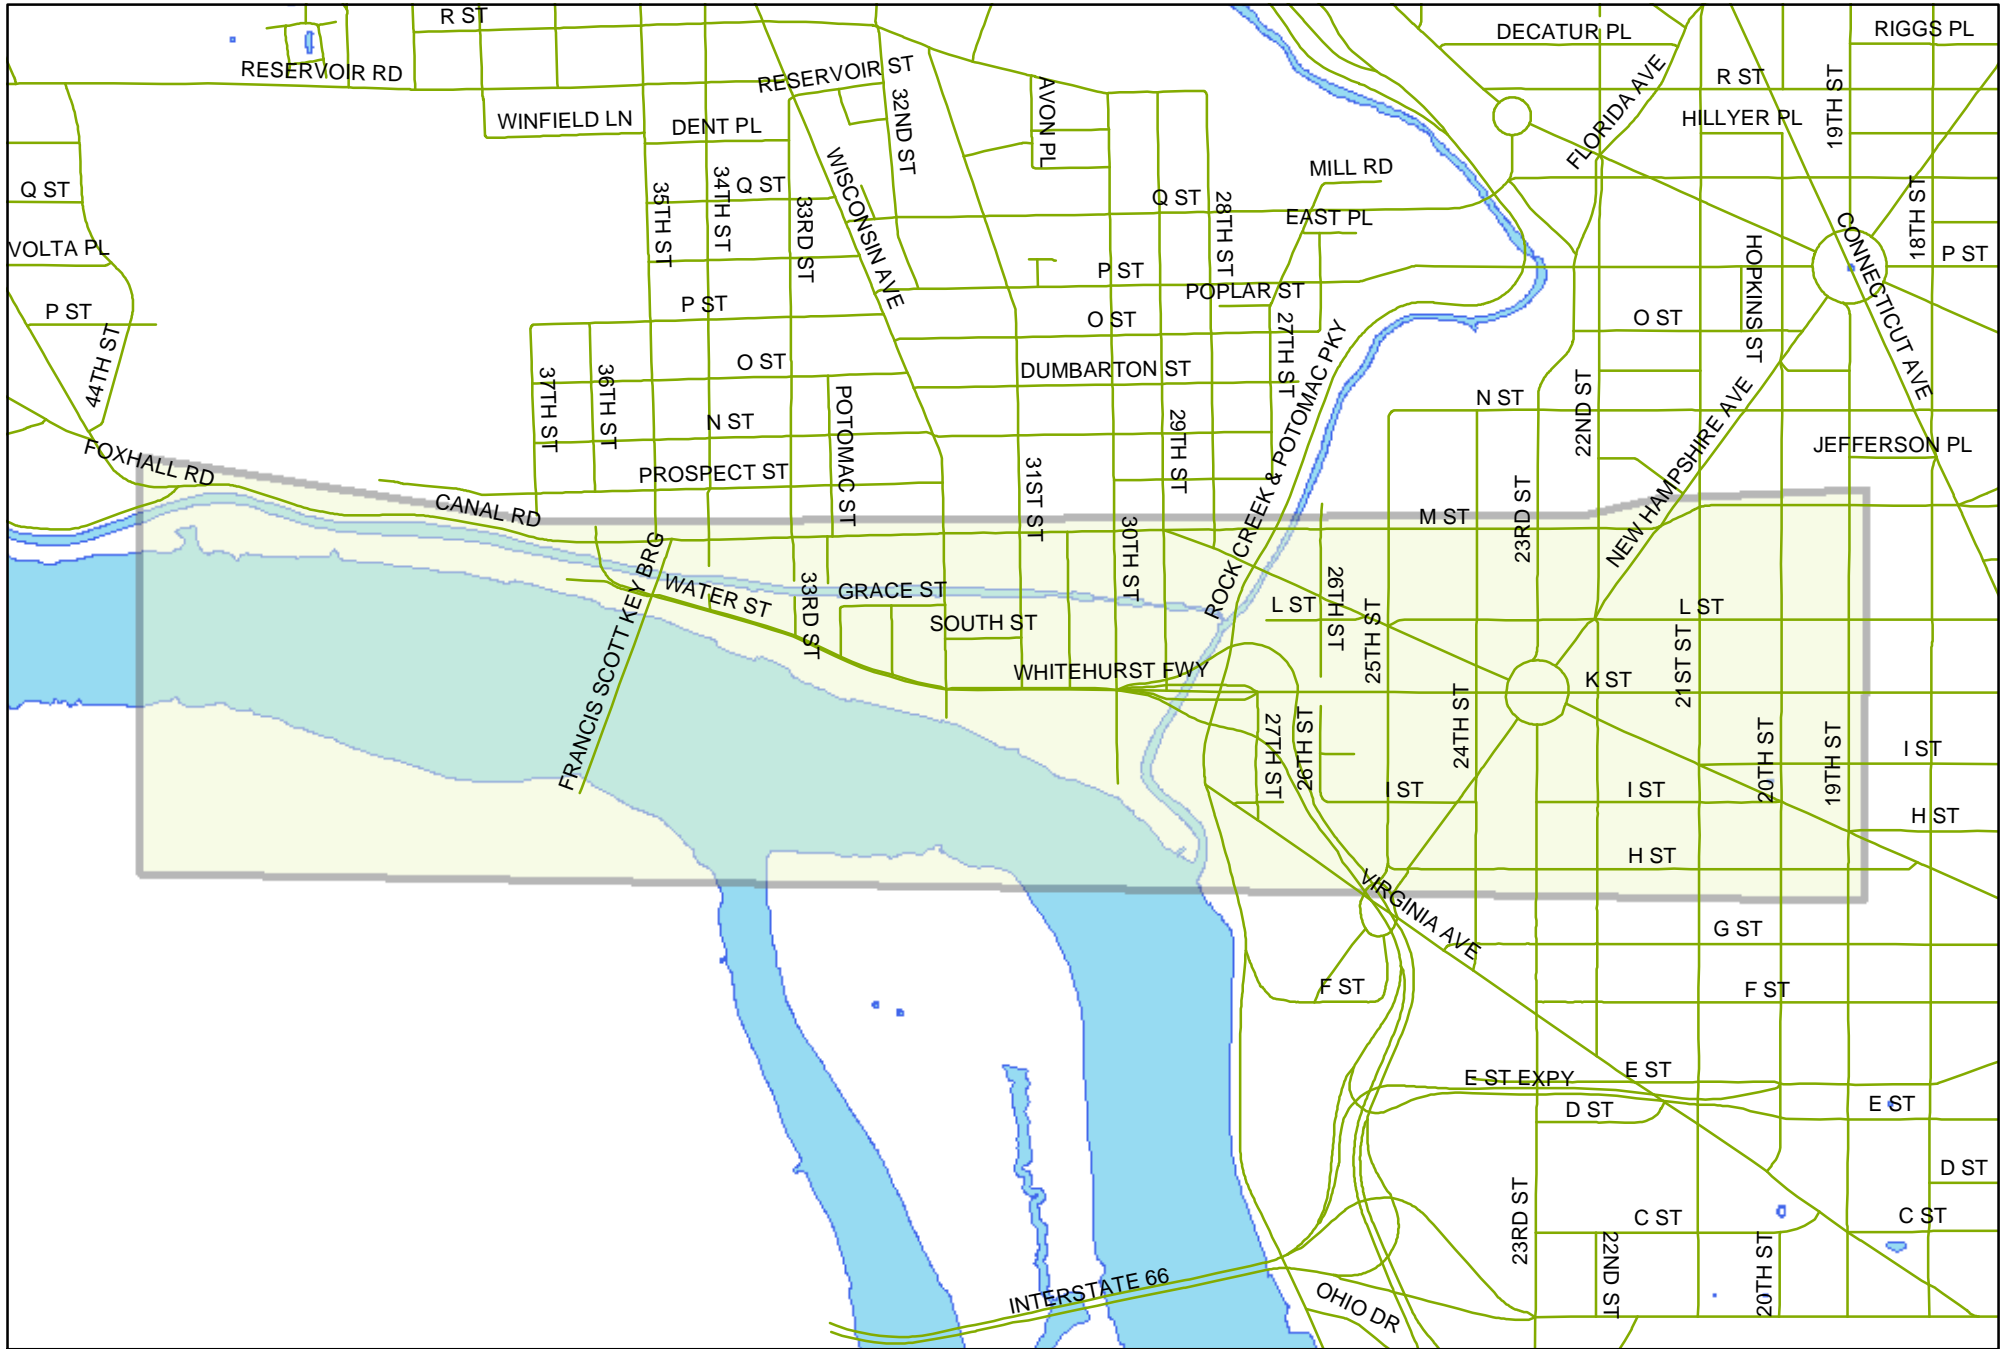 R ST
DECATUR PL
RIGGS PL
RESERVOIR RD
RESERVOIR ST
R ST
FLORIDA AVE
19TH ST
AVON PL
32ND ST
WINFIELD LN
DENT PL
HILLYER PL
MILL RD
Q ST
35TH ST
34TH ST
Q ST
33RD ST
WISCONSIN AVE
Q ST
28TH ST
EAST PL
18TH ST
CONNECTICUT AVE
VOLTA PL
P ST
HOPKINS ST
P ST
POPLAR ST
P ST
P ST
44TH ST
O ST
27TH ST
O ST
O ST
DUMBARTON ST
37TH ST
36TH ST
POTOMAC ST
N ST
29TH ST
ROCK CREEK & POTOMAC PKY
N ST
22ND ST
NEW HAMPSHIRE AVE
JEFFERSON PL
FOXHALL RD
PROSPECT ST
31ST ST
CANAL RD
M ST
23RD ST
30TH ST
FRANCIS SCOTT KEY BRG
WATER ST
33RD ST
GRACE ST
SOUTH ST
L ST
26TH ST
25TH ST
L ST
21ST ST
WHITEHURST FWY
K ST
24TH ST
27TH ST
26TH ST
20TH ST
19TH ST
I ST
I ST
I ST
H ST
H ST
VIRGINIA AVE
G ST
F ST
F ST
E ST EXPY
E ST
D ST
E ST
D ST
23RD ST
C ST
C ST
22ND ST
20TH ST
INTERSTATE 66
OHIO DR